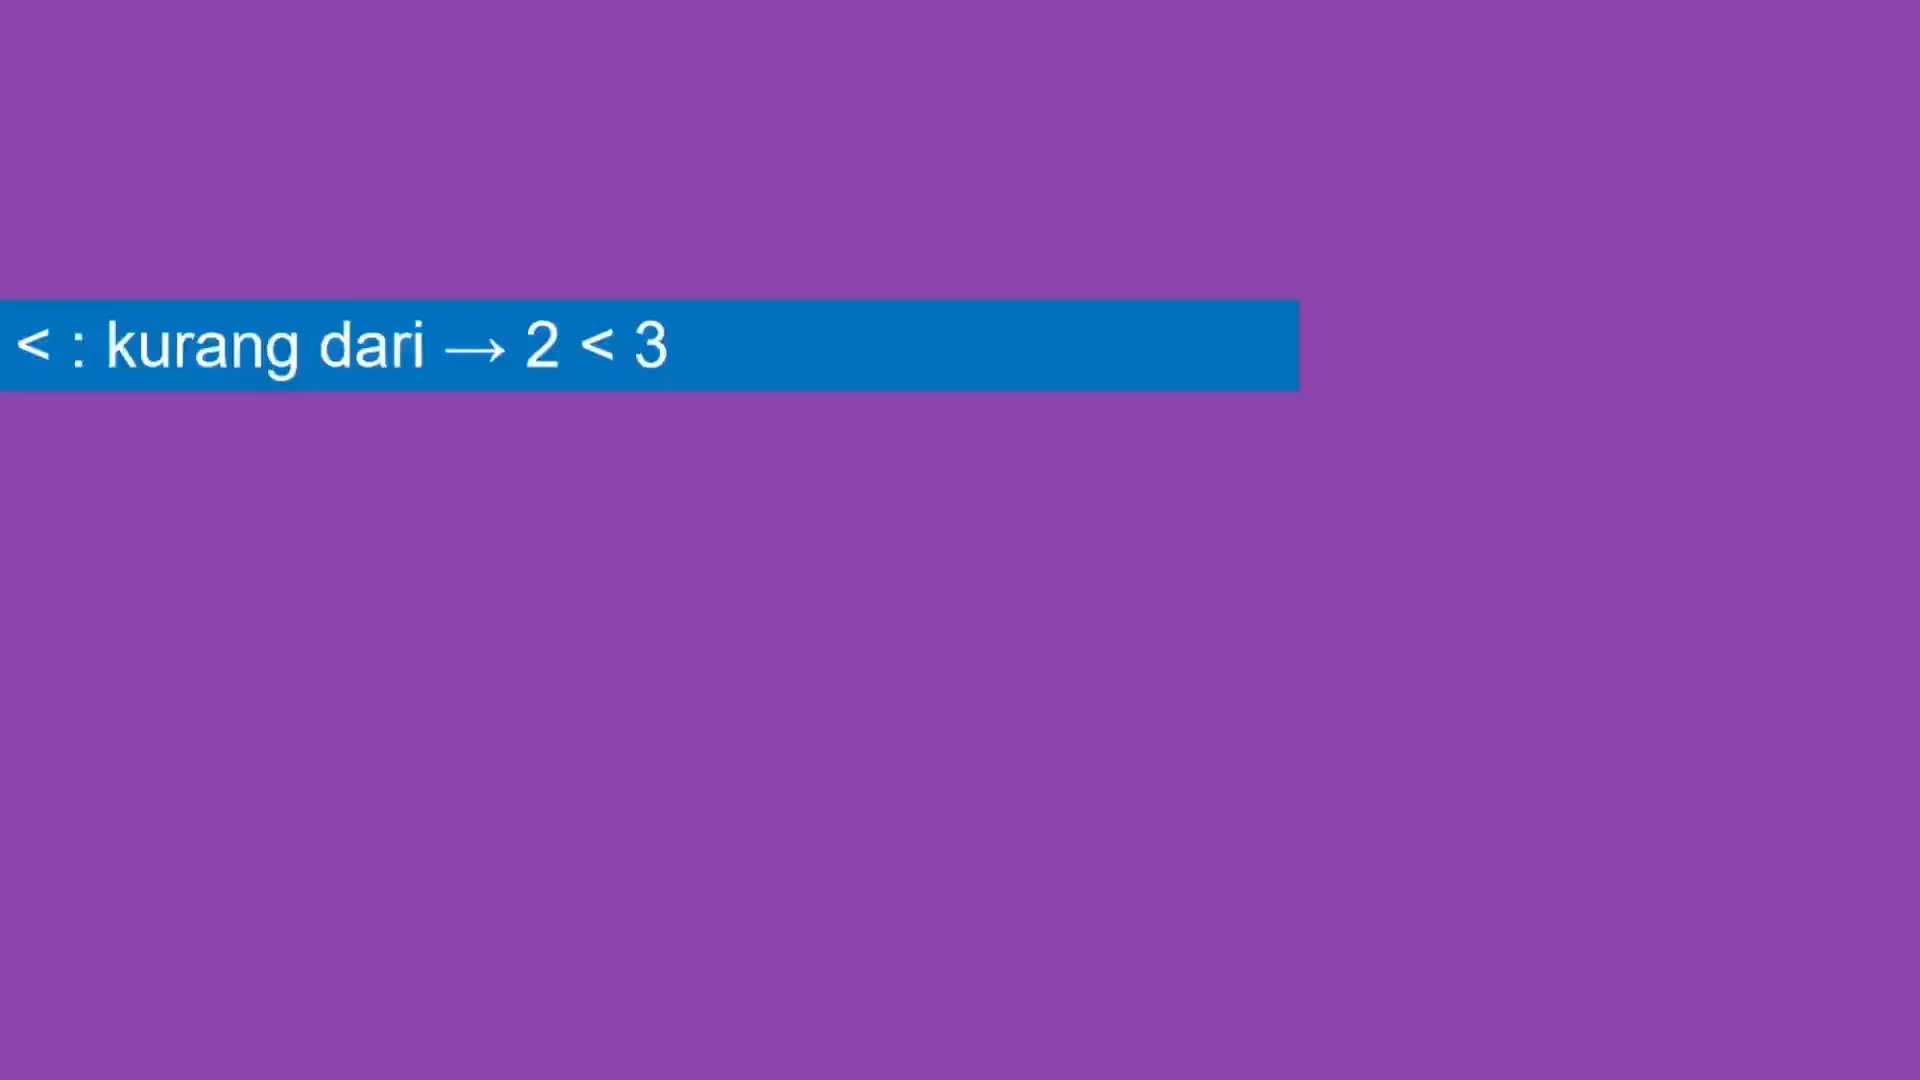 < : kurang dari → 2 < 3